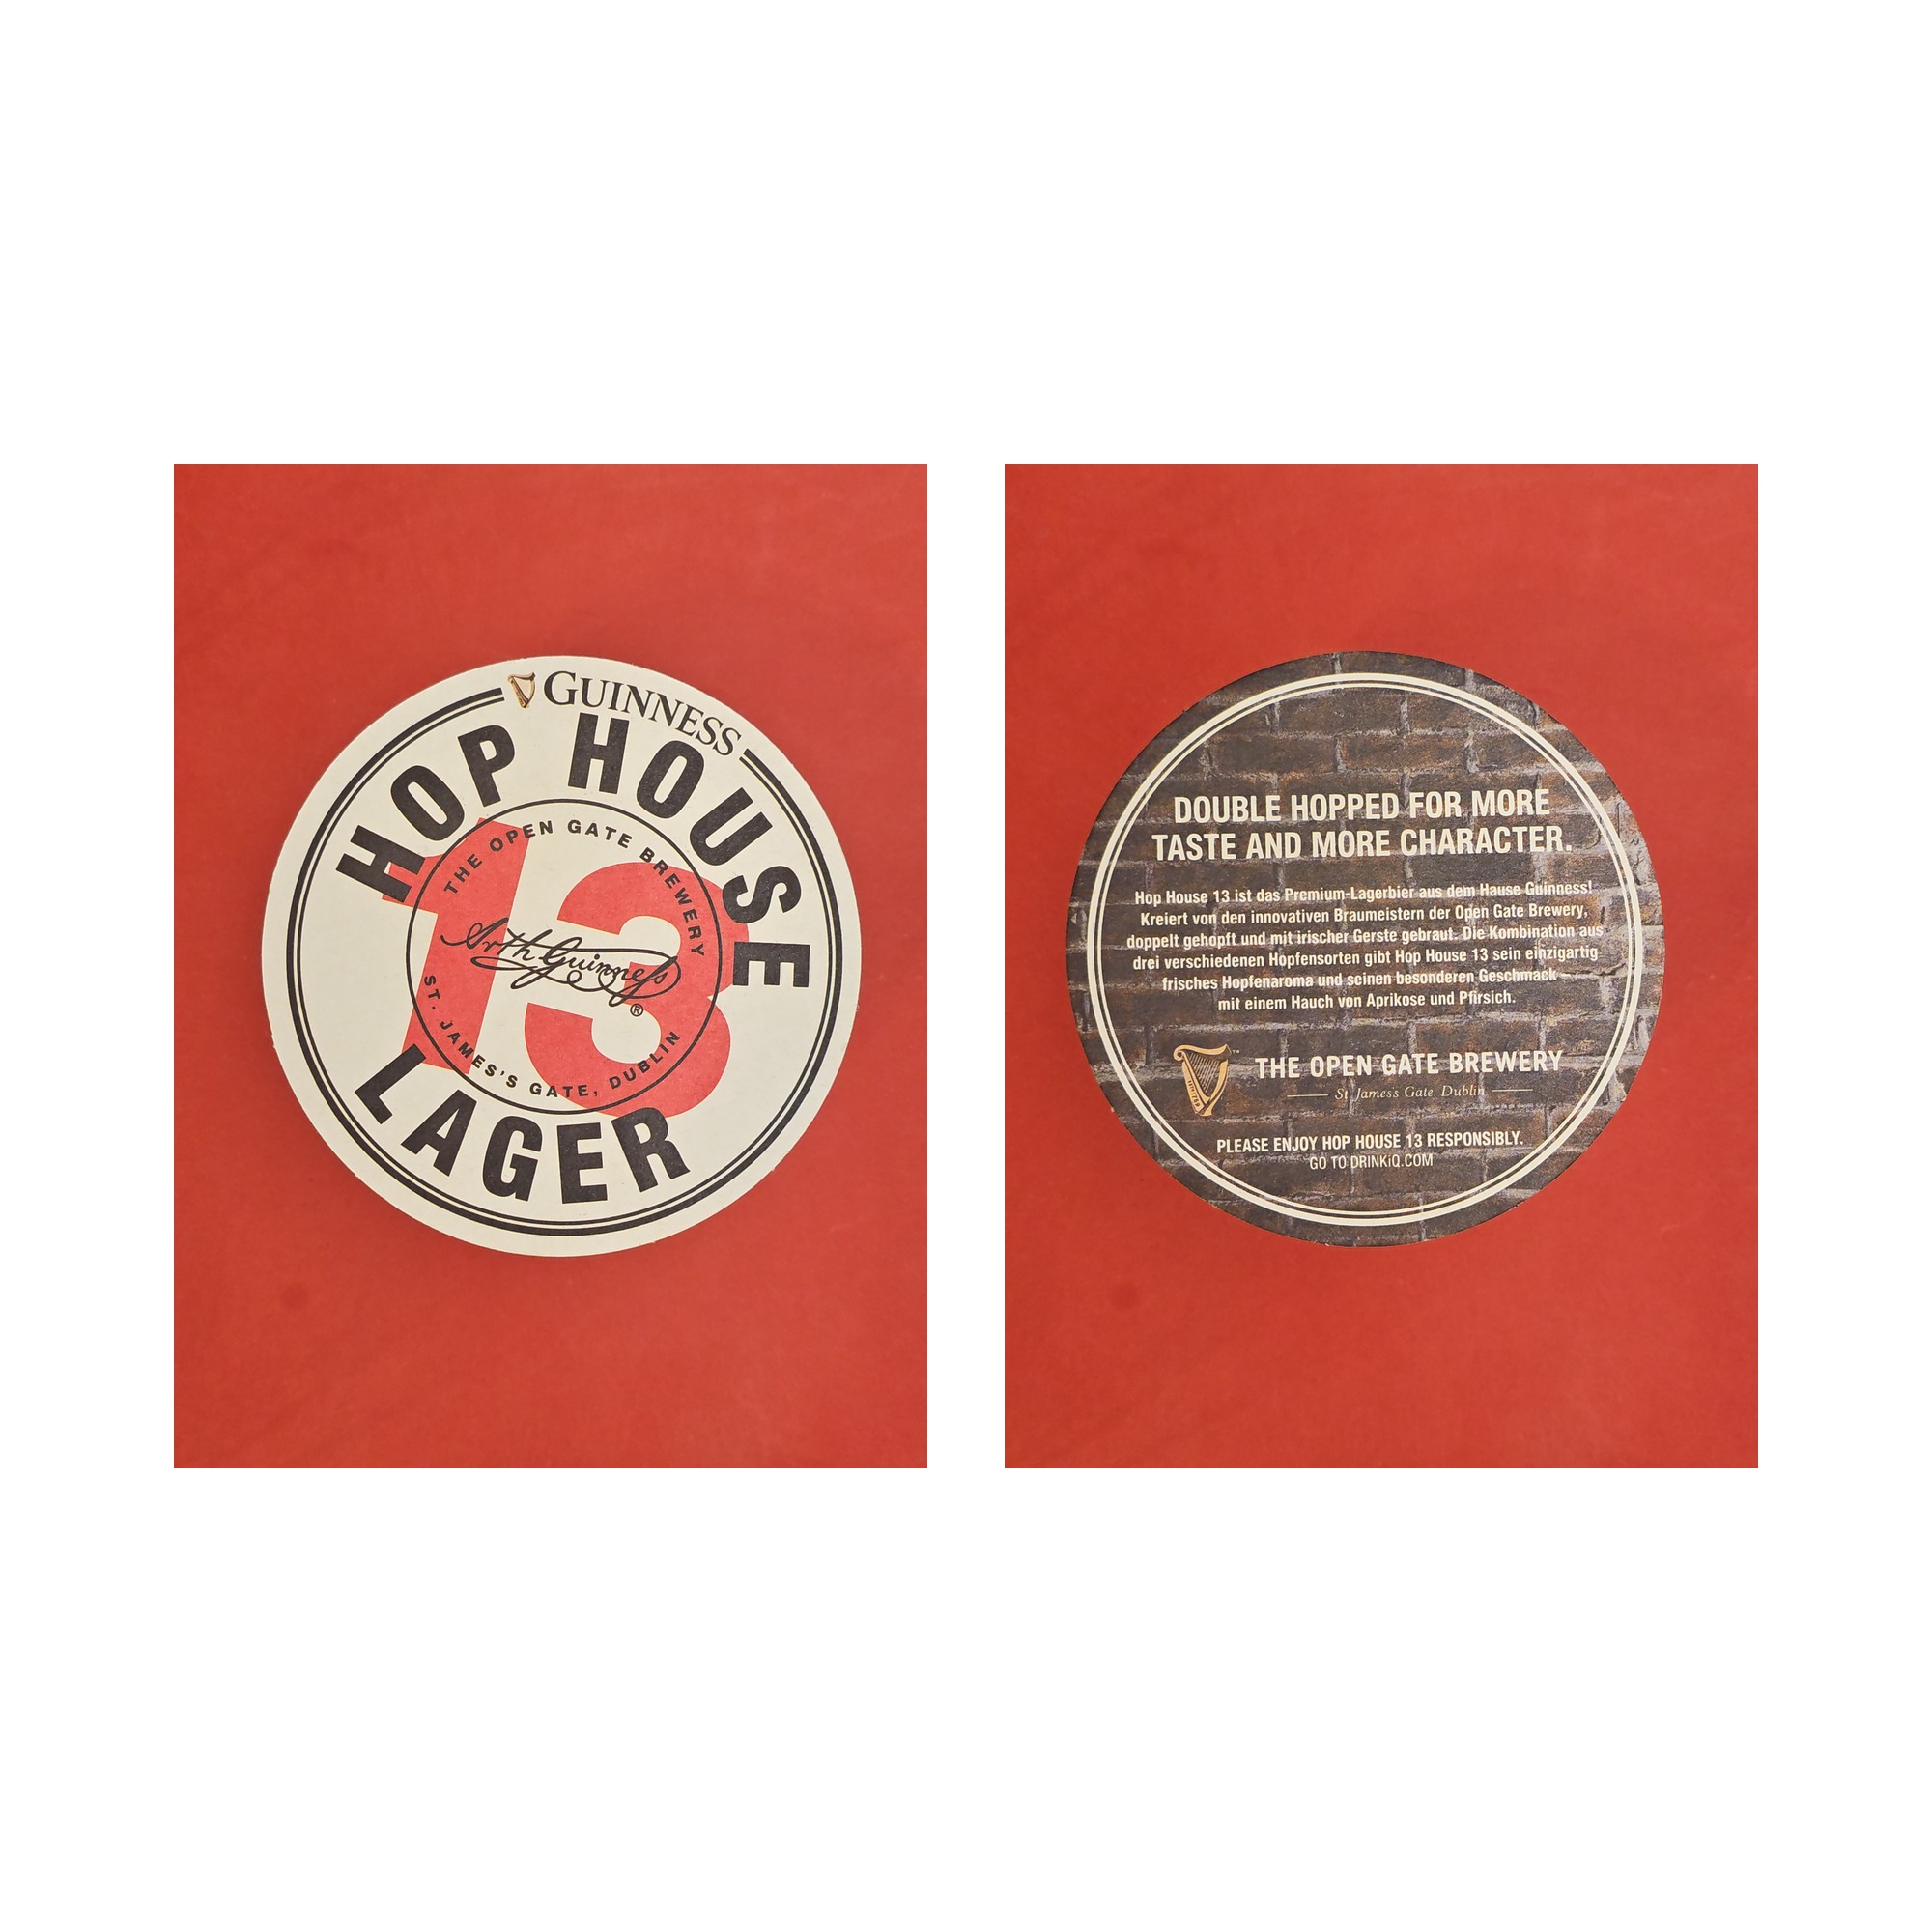 GUINNESS
HOP HOUSE
13
THE OPEN GATE BREWERY
Arth Guinness
®
ST. JAMES'S GATE, DUBLIN
LAGER
DOUBLE HOPPED FOR MORE
TASTE AND MORE CHARACTER.
Hop House 13 ist das Premium-Lagerbier aus dem Hause Guinness!
Kreiert von den innovativen Braumeistern der Open Gate Brewery,
doppelt gehopft und mit irischer Gerste gebraut. Die Kombination aus
drei verschiedenen Hopfensorten gibt Hop House 13 sein einzigartig
frisches Hopfenaroma und seinen besonderen Geschmack
mit einem Hauch von Aprikose und Pfirsich.
THE OPEN GATE BREWERY
St James's Gate Dublin
PLEASE ENJOY HOP HOUSE 13 RESPONSIBLY.
GO TO DRINKiQ.COM